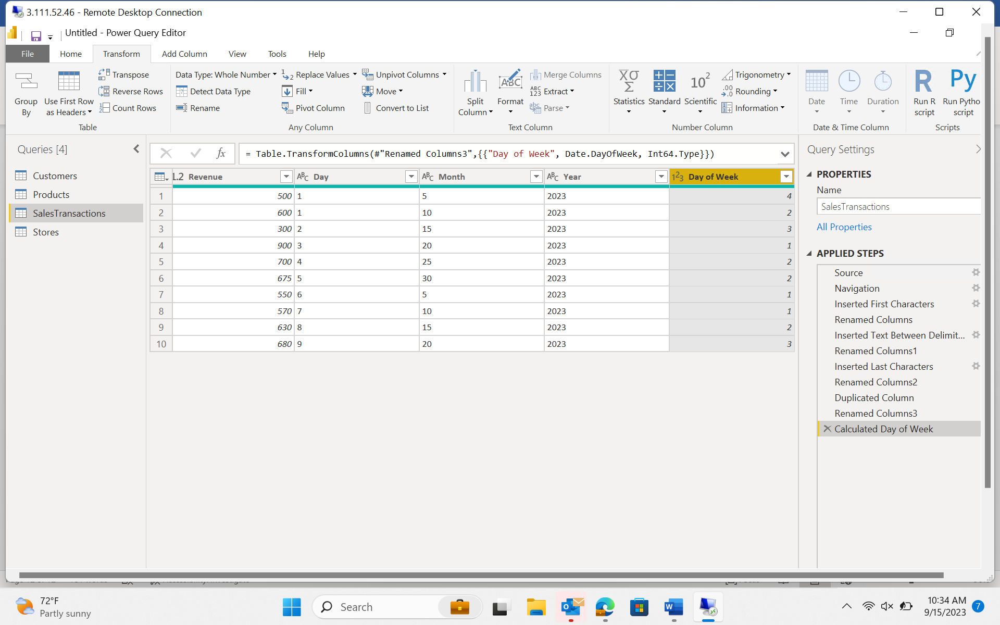 3.111.52.46 - Remote Desktop Connection
Untitled - Power Query Editor
File Home Transform Add Column View Tools Help
Group By
Use First Row as Headers
Transpose
Reverse Rows
Count Rows
Table
Data Type: Whole Number
Detect Data Type
Rename
Replace Values
Fill
Pivot Column
Unpivot Columns
Move
Convert to List
Any Column
Split Column
Format
Merge Columns
Extract
Parse
Text Column
Statistics
Standard
Scientific
Trigonometry
Rounding
Information
Number Column
Date
Time
Duration
Date & Time Column
Run R script
Run Pytho script
Scripts
Queries [4]
Customers
Products
SalesTransactions
Stores
= Table.TransformColumns(#"Renamed Columns3",{{"Day of Week", Date.DayOfWeek, Int64.Type}})
1.2 Revenue ABC Day ABC Month ABC Year 123 Day of Week
1 500 1 5 2023 4
2 600 1 10 2023 2
3 300 2 15 2023 3
4 900 3 20 2023 1
5 700 4 25 2023 2
6 675 5 30 2023 2
7 550 6 5 2023 1
8 570 7 10 2023 1
9 630 8 15 2023 2
10 680 9 20 2023 3
Query Settings
PROPERTIES
Name
SalesTransactions
All Properties
APPLIED STEPS
Source
Navigation
Inserted First Characters
Renamed Columns
Inserted Text Between Delimit...
Renamed Columns1
Inserted Last Characters
Renamed Columns2
Duplicated Column
Renamed Columns3
Calculated Day of Week
72°F
Partly sunny
Search
10:34 AM
9/15/2023
7